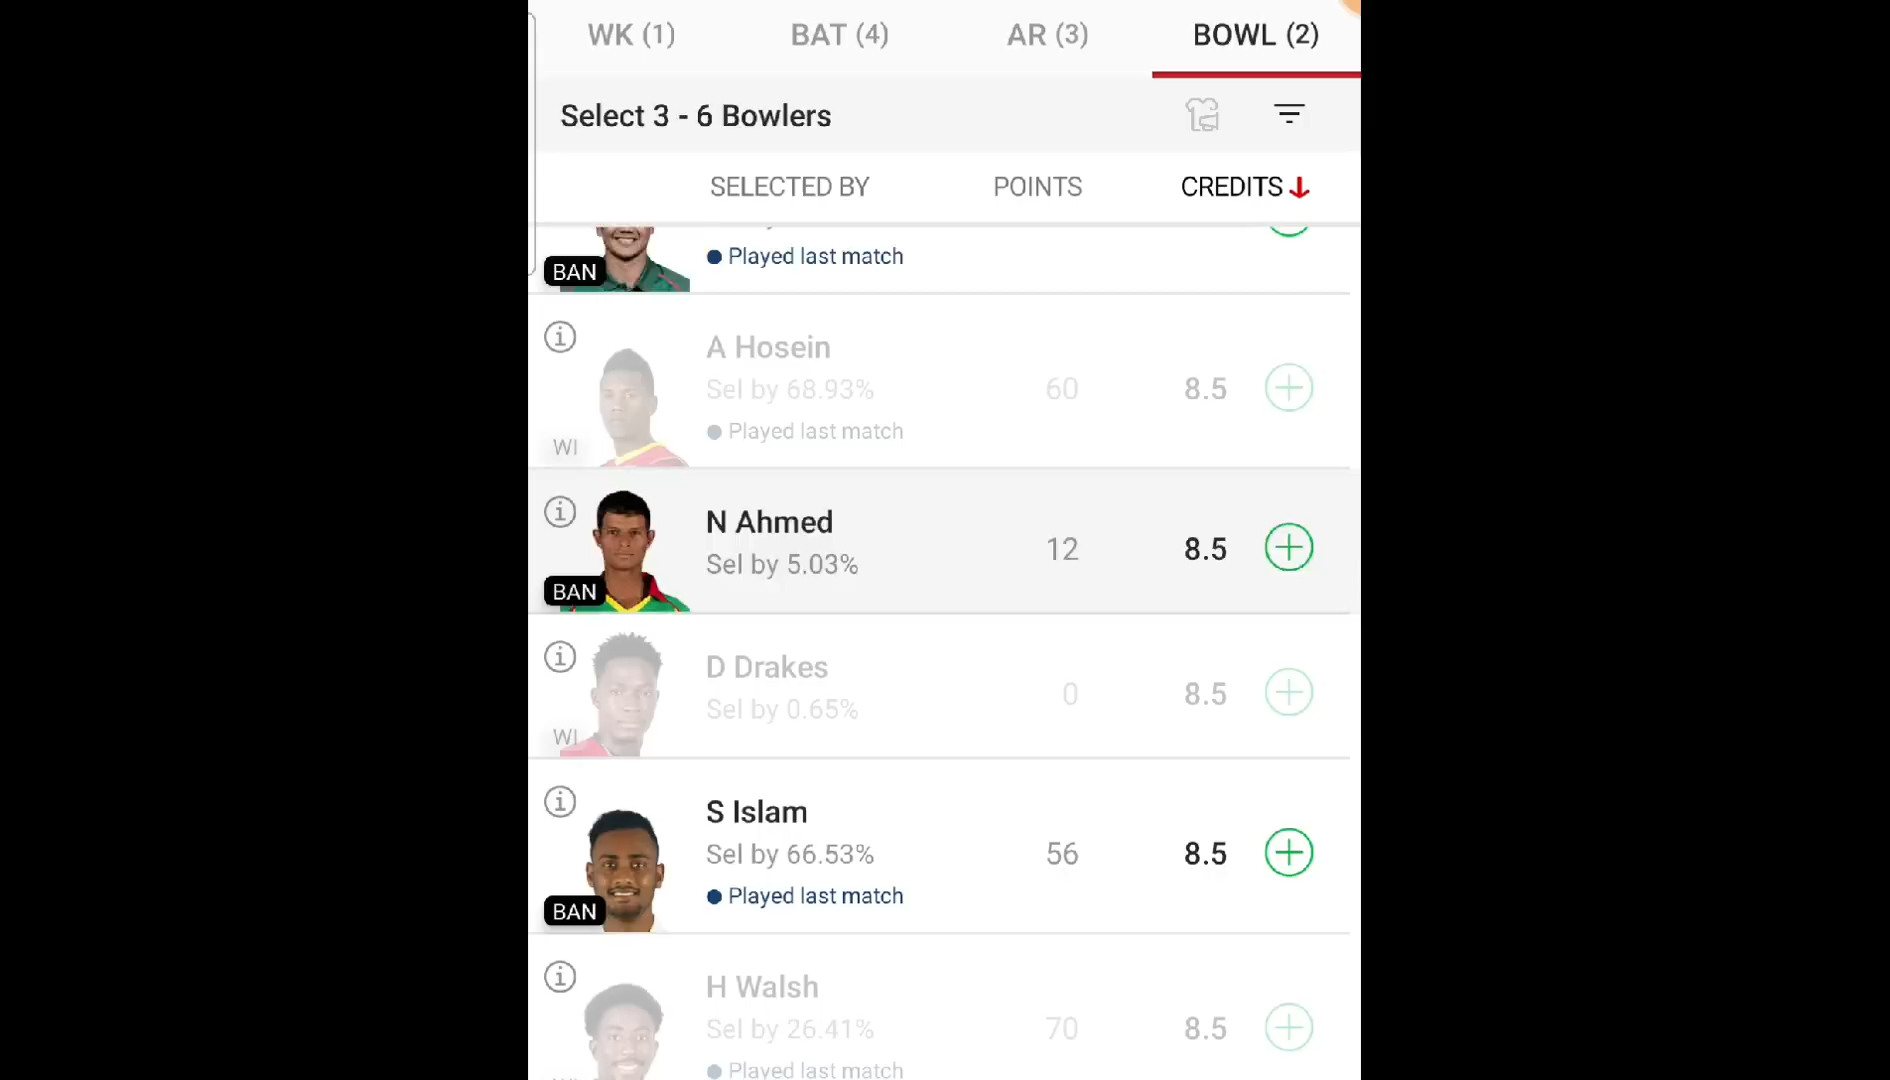 WK (1) BAT (4) AR (3) BOWL (2)
Select 3 - 6 Bowlers
SELECTED BY POINTS CREDITS
Played last match
BAN
A Hosein
Sel by 68.93% 60 8.5
Played last match
WI
N Ahmed
Sel by 5.03% 12 8.5
BAN
D Drakes
Sel by 0.65% 0 8.5
WI
S Islam
Sel by 66.53% 56 8.5
Played last match
BAN
H Walsh
Sel by 26.41% 70 8.5
Played last match